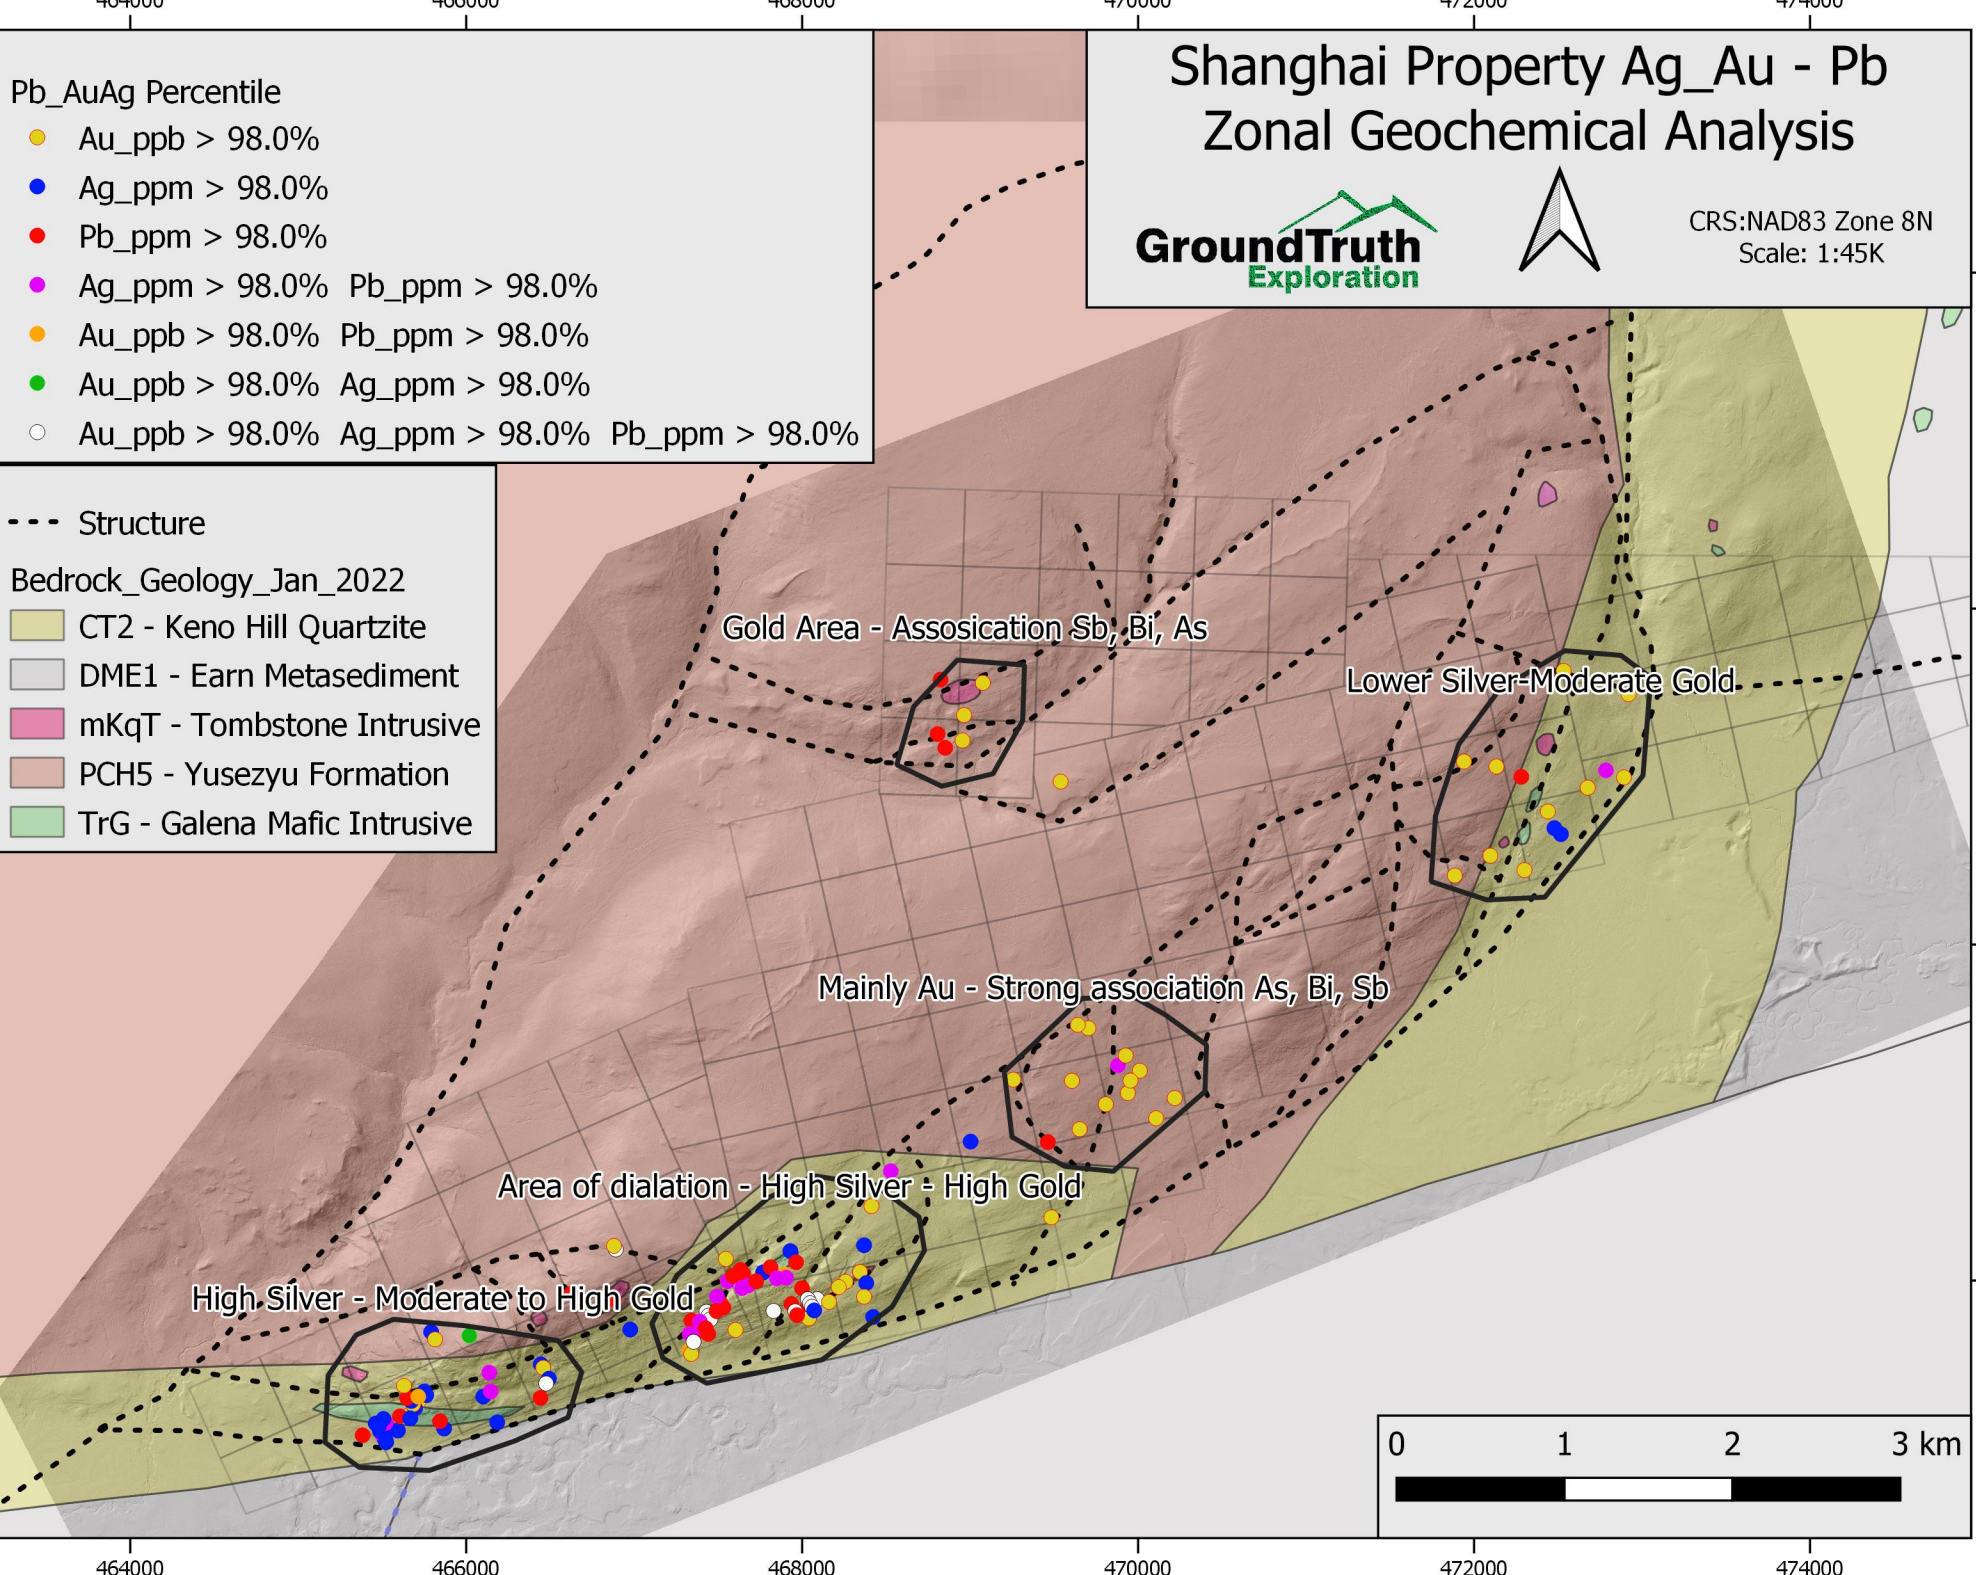 464000 466000 468000 470000 472000 474000
Pb_AuAg Percentile
Au_ppb > 98.0%
Ag_ppm > 98.0%
Pb_ppm > 98.0%
Ag_ppm > 98.0% Pb_ppm > 98.0%
Au_ppb > 98.0% Pb_ppm > 98.0%
Au_ppb > 98.0% Ag_ppm > 98.0%
Au_ppb > 98.0% Ag_ppm > 98.0% Pb_ppm > 98.0%
Structure
Bedrock_Geology_Jan_2022
CT2 - Keno Hill Quartzite
DME1 - Earn Metasediment
mKqT - Tombstone Intrusive
PCH5 - Yusezyu Formation
TrG - Galena Mafic Intrusive
Shanghai Property Ag_Au - Pb
Zonal Geochemical Analysis
GroundTruth
Exploration
CRS:NAD83 Zone 8N
Scale: 1:45K
Gold Area - Assosication Sb, Bi, As
Lower Silver-Moderate Gold
Mainly Au - Strong association As, Bi, Sb
Area of dialation - High Silver - High Gold
High Silver - Moderate to High Gold
0 1 2 3 km
464000 466000 468000 470000 472000 474000